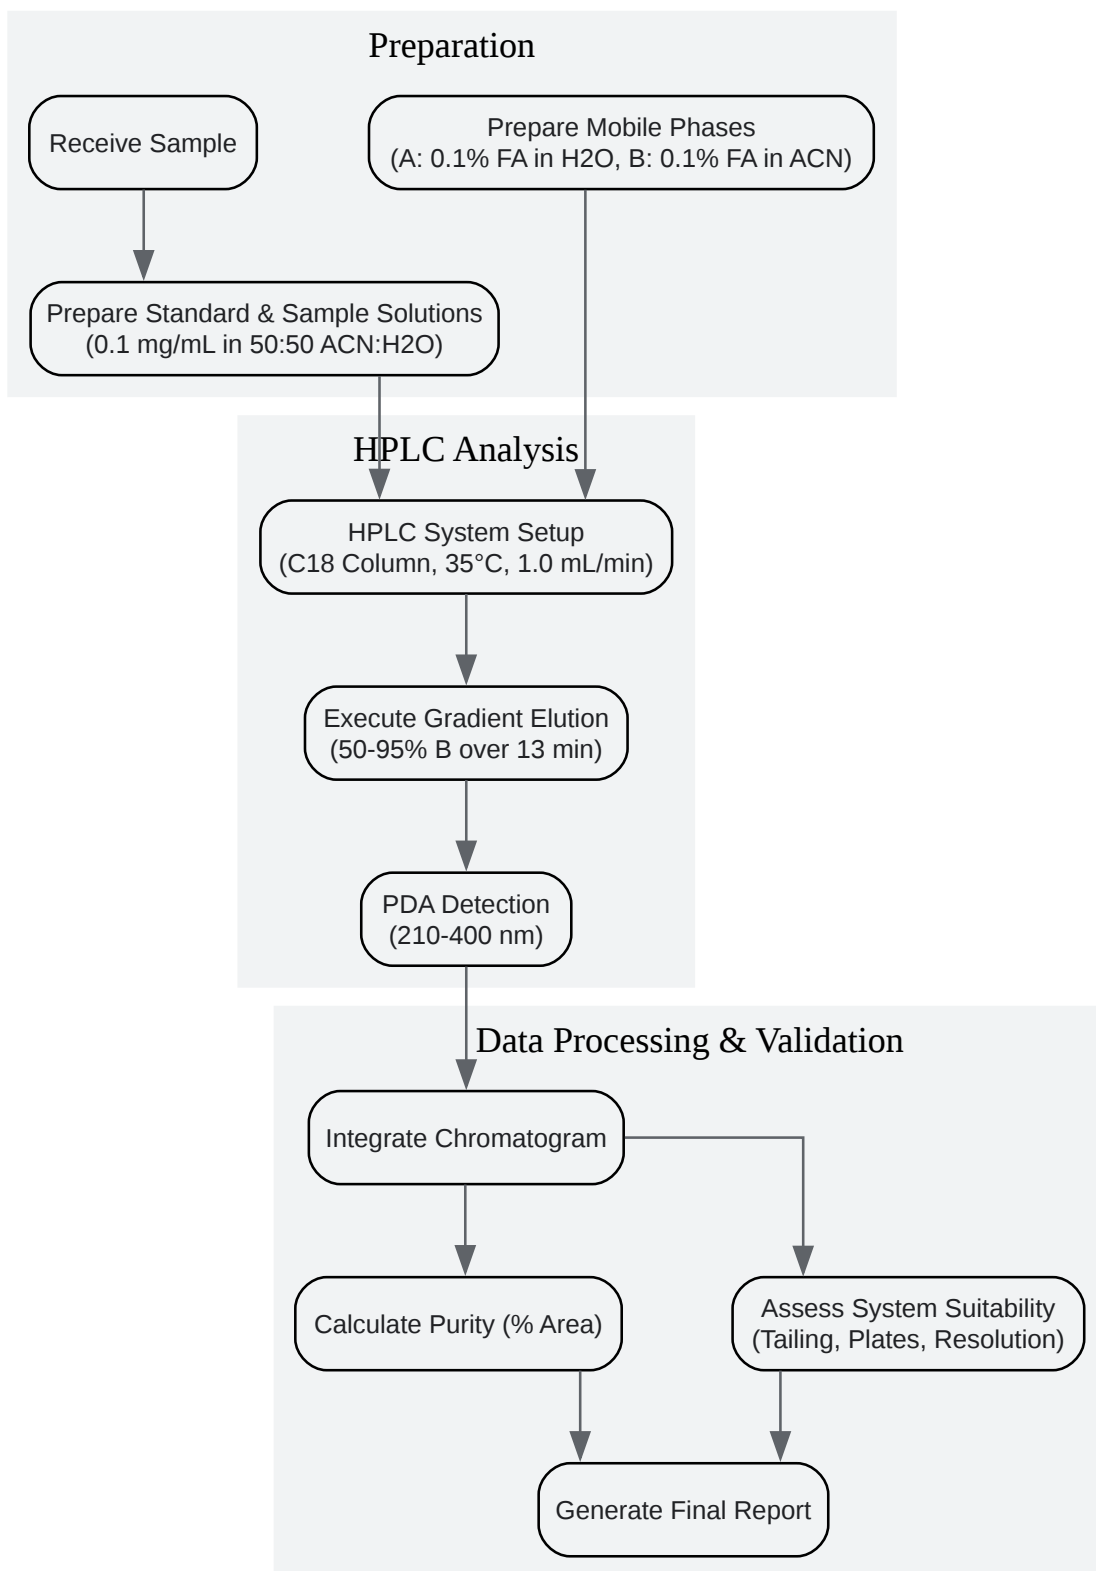 Preparation
Receive Sample
Prepare Mobile Phases
(A: 0.1% FA in H2O, B: 0.1% FA in ACN)
Prepare Standard & Sample Solutions
(0.1 mg/mL in 50:50 ACN:H2O)
HPLC Analysis
HPLC System Setup
(C18 Column, 35°C, 1.0 mL/min)
Execute Gradient Elution
(50-95% B over 13 min)
PDA Detection
(210-400 nm)
Data Processing & Validation
Integrate Chromatogram
Calculate Purity (% Area)
Assess System Suitability
(Tailing, Plates, Resolution)
Generate Final Report